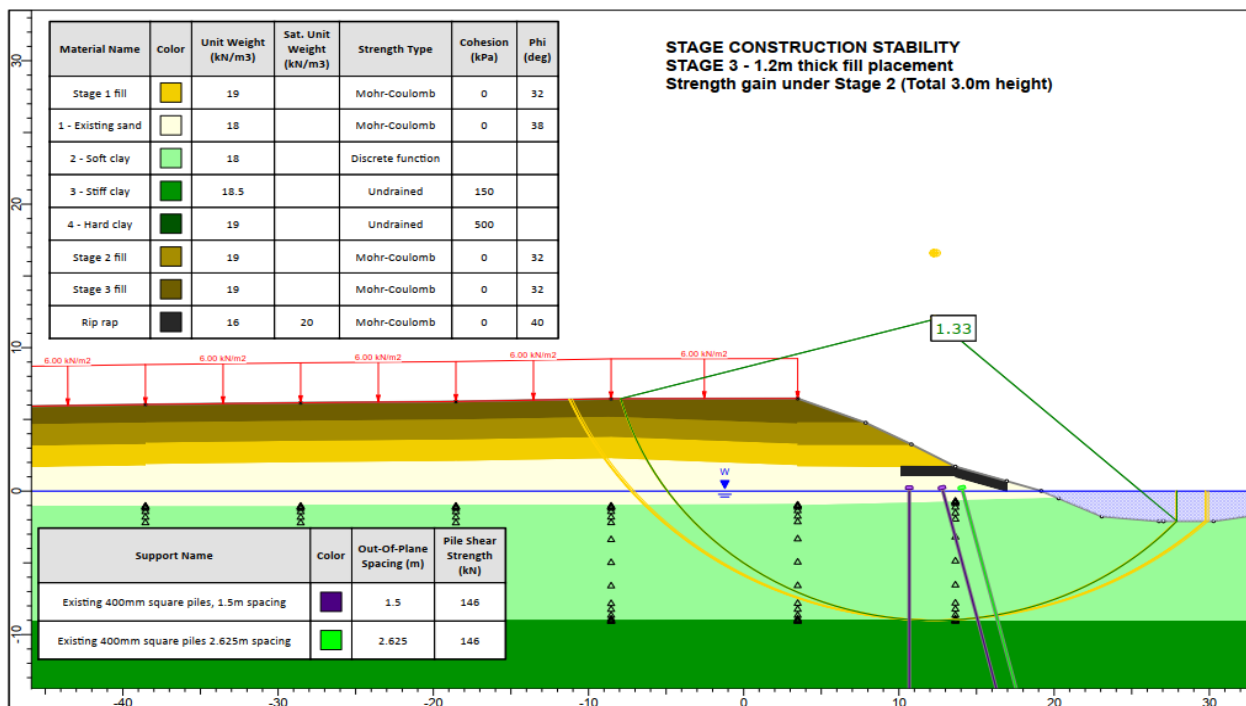 STAGE CONSTRUCTION STABILITY
STAGE 3 - 1.2m thick fill placement
Strength gain under Stage 2 (Total 3.0m height)
Material Name Color Unit Weight (kN/m3) Sat. Unit Weight (kN/m3) Strength Type Cohesion (kPa) Phi (deg)
Stage 1 fill 19 Mohr-Coulomb 0 32
1 - Existing sand 18 Mohr-Coulomb 0 38
2 - Soft clay 18 Discrete function
3 - Stiff clay 18.5 Undrained 150
4 - Hard clay 19 Undrained 500
Stage 2 fill 19 Mohr-Coulomb 0 32
Stage 3 fill 19 Mohr-Coulomb 0 32
Rip rap 16 20 Mohr-Coulomb 0 40
1.33
6.00 kN/m2 6.00 kN/m2 6.00 kN/m2 6.00 kN/m2 6.00 kN/m2
W
Support Name Color Out-Of-Plane Spacing (m) Pile Shear Strength (kN)
Existing 400mm square piles, 1.5m spacing 1.5 146
Existing 400mm square piles 2.625m spacing 2.625 146
30
20
10
0
-10
-40 -30 -20 -10 0 10 20 30